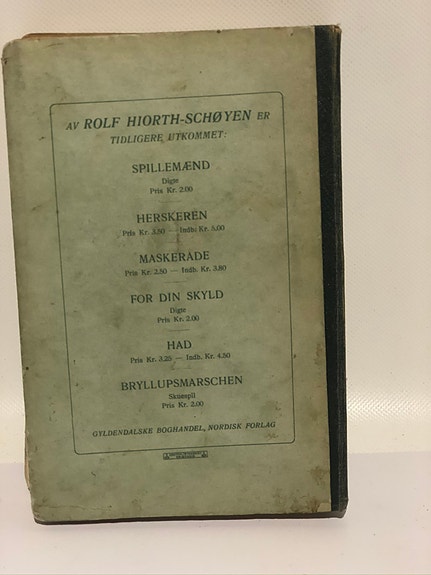 AV ROLF HIORTH-SCHØYEN ER
TIDLIGERE UTKOMMET:
SPILLEMÆND
Digte
Pris Kr. 2.00
HERSKEREN
Pris Kr. 3.50 — Indb. Kr. 5.00
MASKERADE
Pris Kr. 2.50 — Indb. Kr. 3.80
FOR DIN SKYLD
Digte
Pris Kr. 2.00
HAD
Pris Kr. 3.25 — Indb. Kr. 4.50
BRYLLUPSMARSCHEN
Skuespil
Pris Kr. 2.00
GYLDENDALSKE BOGHANDEL, NORDISK FORLAG